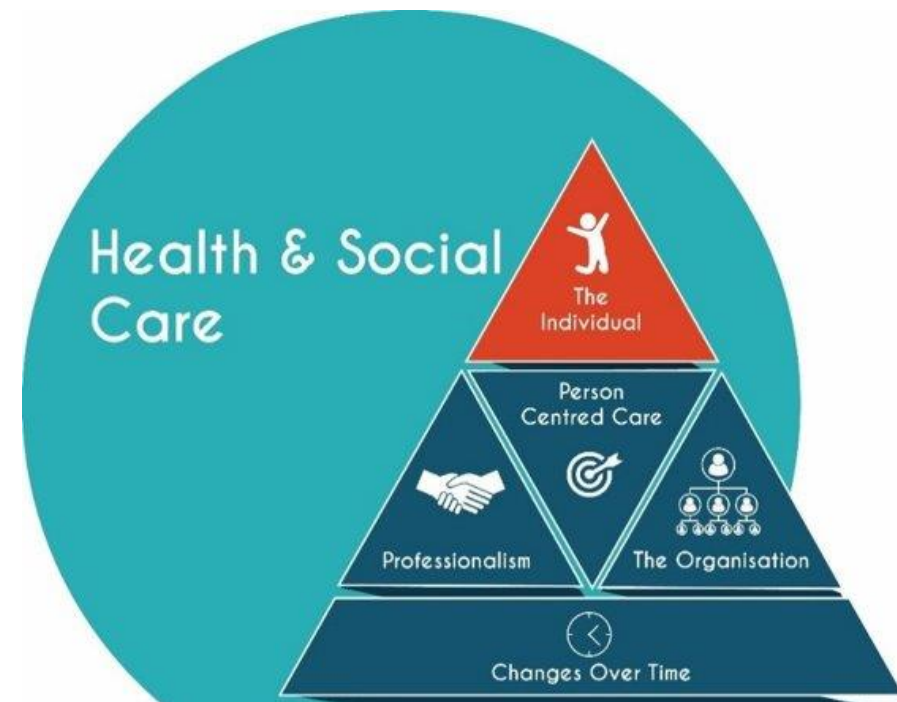 Health & Social
Care
The
Individual
Person
Centred Care
Professionalism
The Organisation
Changes Over Time